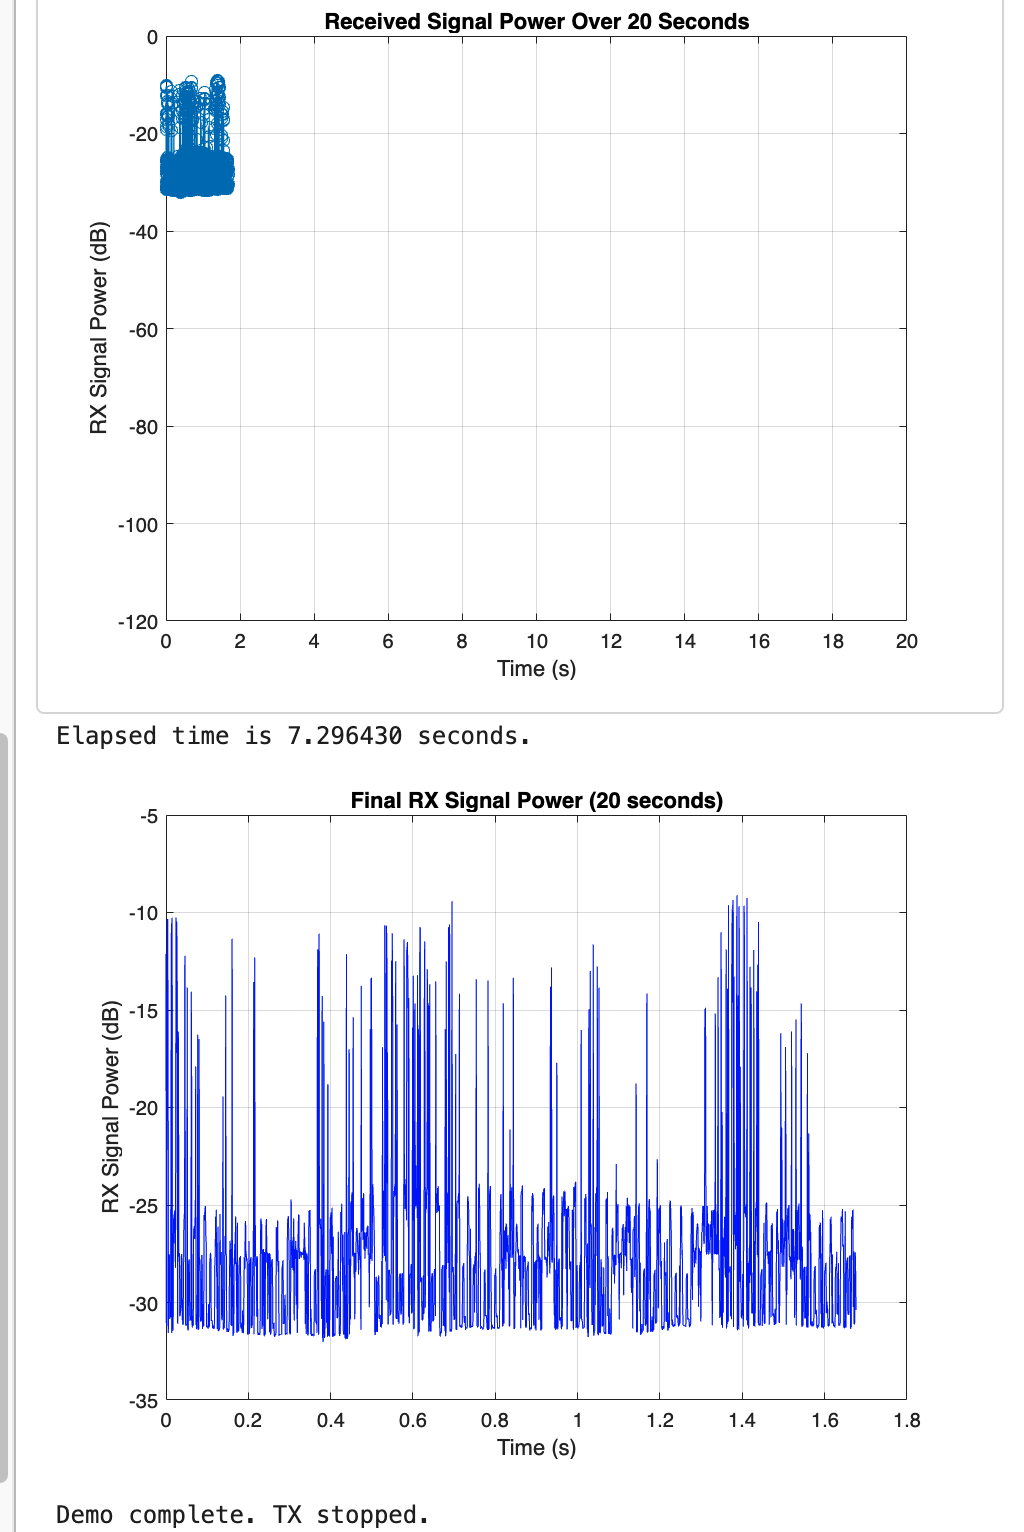 Received Signal Power Over 20 Seconds
0
-20
-40
-60
-80
-100
-120
RX Signal Power (dB)
0 2 4 6 8 10 12 14 16 18 20
Time (s)
Elapsed time is 7.296430 seconds.
Final RX Signal Power (20 seconds)
-5
-10
-15
-20
-25
-30
-35
RX Signal Power (dB)
0 0.2 0.4 0.6 0.8 1 1.2 1.4 1.6 1.8
Time (s)
Demo complete. TX stopped.